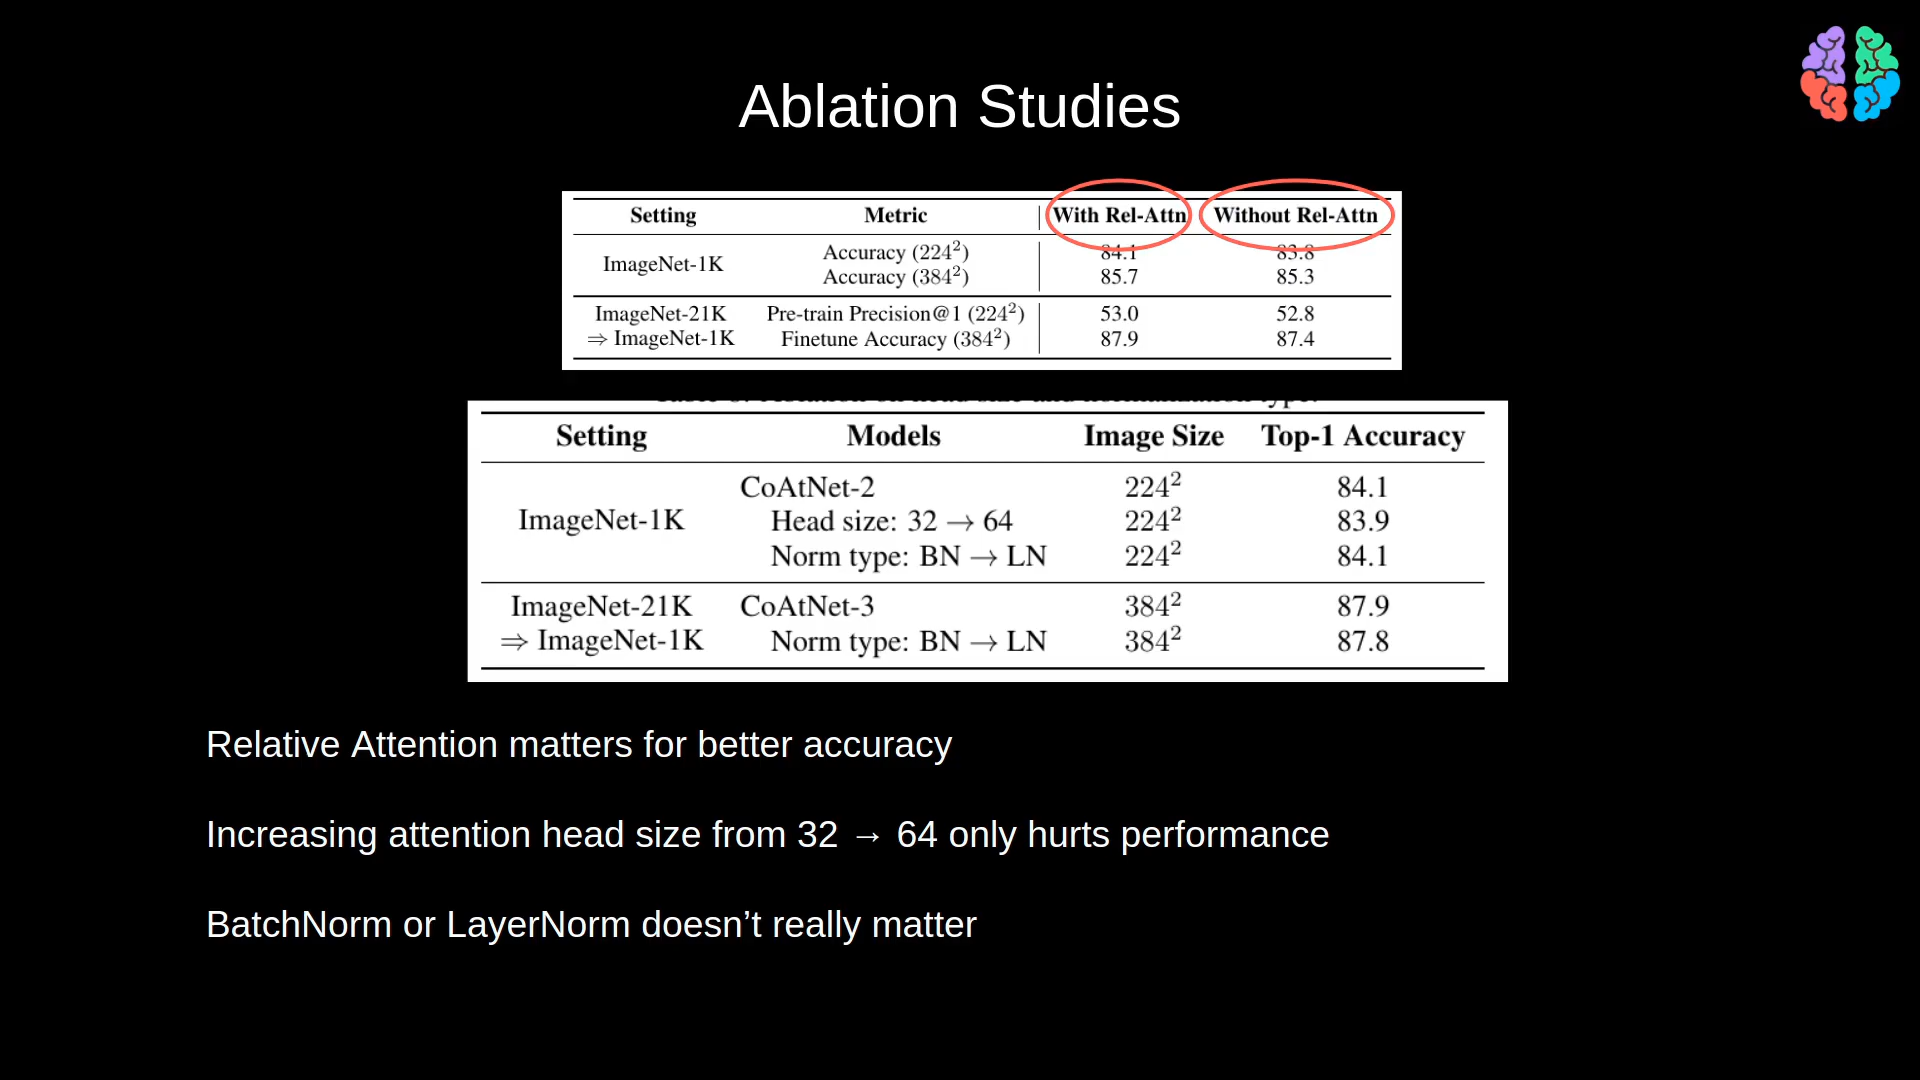 Ablation Studies
Setting Metric With Rel-Attn Without Rel-Attn
ImageNet-1K
Accuracy (224²) 84.1 83.8
Accuracy (384²) 85.7 85.3
ImageNet-21K Pre-train Precision@1 (224²) 53.0 52.8
⇒ ImageNet-1K Finetune Accuracy (384²) 87.9 87.4
Setting Models Image Size Top-1 Accuracy
CoAtNet-2 224² 84.1
ImageNet-1K Head size: 32 → 64 224² 83.9
Norm type: BN → LN 224² 84.1
ImageNet-21K CoAtNet-3 384² 87.9
⇒ ImageNet-1K Norm type: BN → LN 384² 87.8
Relative Attention matters for better accuracy
Increasing attention head size from 32 → 64 only hurts performance
BatchNorm or LayerNorm doesn’t really matter